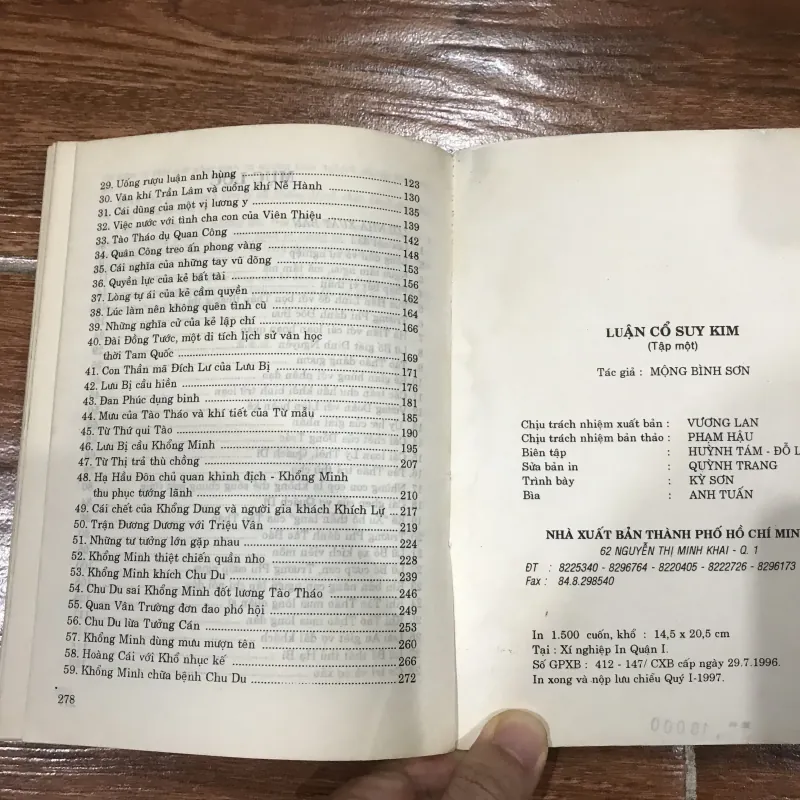 29. Uống rượu luận anh hùng ........ 123
30. Văn khí Trần Lâm và cuồng khí Nễ Hành ........ 130
31. Cái dũng của một vị lương y ........ 135
32. Việc nước với tình cha con của Viên Thiệu ........ 139
33. Tào Tháo dụ Quan Công ........ 142
34. Quân Công treo ấn phong vàng ........ 148
35. Cái nghĩa của những tay vũ dõng ........ 153
36. Quyền lực của kẻ bất tài ........ 156
37. Lòng tự ái của kẻ cầm quyền ........ 162
38. Lúc làm nên không quên tình cũ ........ 164
39. Những nghĩa cử của kẻ lập chí ........ 166
40. Đài Đồng Tước, một di tích lịch sử văn học
thời Tam Quốc ........ 169
41. Con Thần mã Đích Lư của Lưu Bị ........ 171
42. Lưu Bị cầu hiền ........ 176
43. Đan Phúc dụng binh ........ 181
44. Mưu của Tào Tháo và khí tiết của Từ mẫu ........ 185
45. Từ Thứ qui Tào ........ 190
46. Lưu Bị cầu Khổng Minh ........ 195
47. Từ Thị trả thù chồng ........ 207
48. Hạ Hầu Đôn chủ quan khinh địch - Khổng Minh
thu phục tướng lãnh ........ 210
49. Cái chết của Khổng Dung và người gia khách Khích Lự ........ 217
50. Trận Đương Dương với Triệu Vân ........ 219
51. Những tư tưởng lớn gặp nhau ........ 224
52. Khổng Minh thiệt chiến quần nho ........ 228
53. Khổng Minh khích Chu Du ........ 239
54. Chu Du sai Khổng Minh đốt lương Tào Tháo ........ 246
55. Quan Vân Trường đơn đao phó hội ........ 249
56. Chu Du lừa Tưởng Cán ........ 253
57. Khổng Minh dùng mưu mượn tên ........ 260
58. Hoàng Cái với Khổ nhục kế ........ 266
59. Khổng Minh chữa bệnh Chu Du ........ 272
278
LUẬN CỔ SUY KIM
(Tập một)
Tác giả : MỘNG BÌNH SƠN
Chịu trách nhiệm xuất bản : VƯƠNG LAN
Chịu trách nhiệm bản thảo : PHẠM HẬU
Biên tập : HUỲNH TÁM - ĐỖ L
Sửa bản in : QUỲNH TRANG
Trình bày : KỲ SƠN
Bìa : ANH TUẤN
NHÀ XUẤT BẢN THÀNH PHỐ HỒ CHÍ MIN
62 NGUYỄN THỊ MINH KHAI - Q. 1
ĐT : 8225340 - 8296764 - 8220405 - 8222726 - 8296173
Fax : 84.8.298540
In 1.500 cuốn, khổ : 14,5 x 20,5 cm
Tại : Xí nghiệp In Quận I.
Số GPXB : 412 - 147/ CXB cấp ngày 29.7.1996.
In xong và nộp lưu chiểu Quý I-1997.